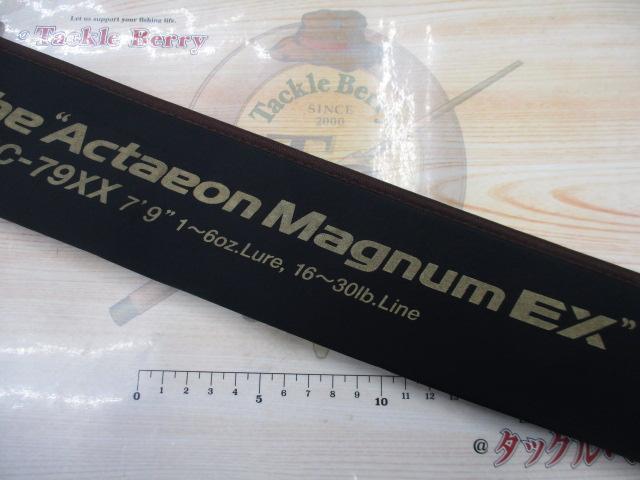 Let us support your fishing life.
@Tackle Berry
Tackle Berry
SINCE
2000
he "Actaeon Magnum EX"
C-79XX 7'9" 1~6oz.Lure, 16~30lb.Line
0 1 2 3 4 5 6 7 8 9 10 11 12
@タックル